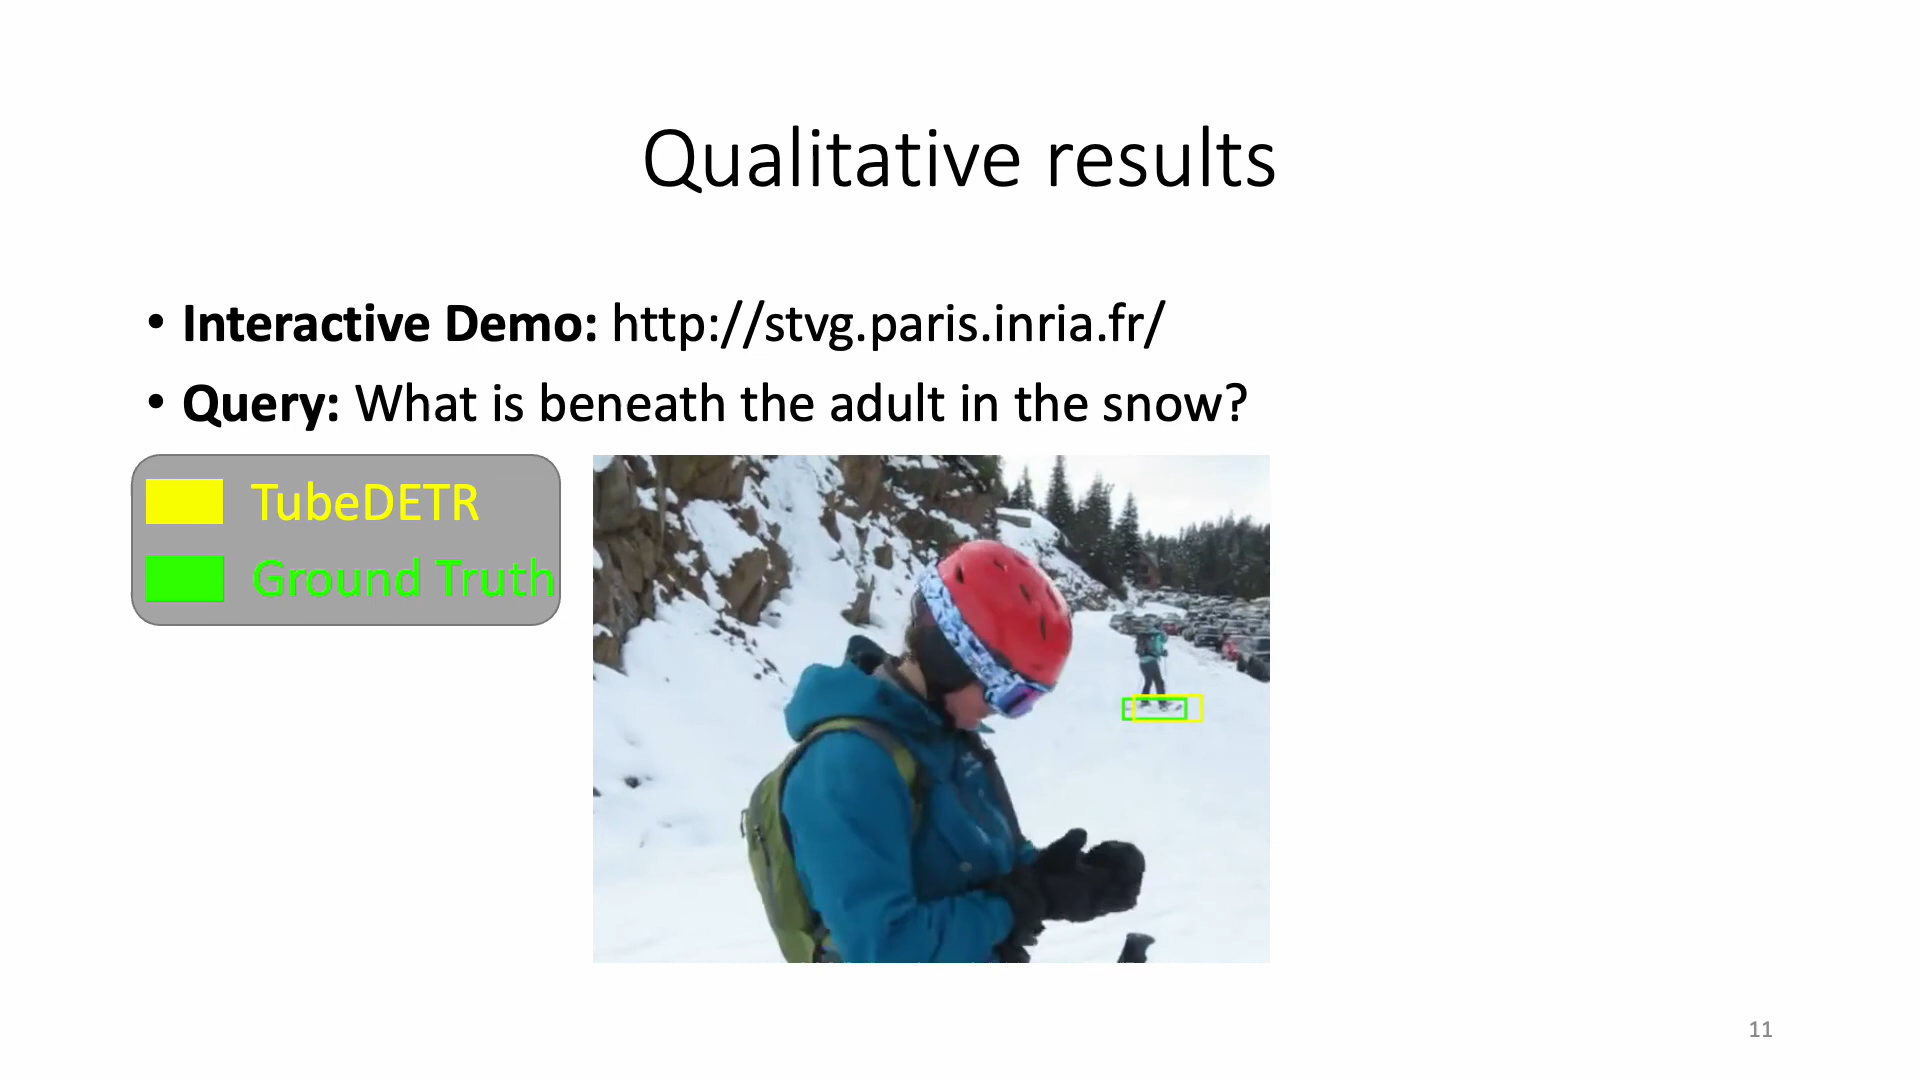 Qualitative results
• Interactive Demo: http://stvg.paris.inria.fr/
• Query: What is beneath the adult in the snow?
TubeDETR
Ground Truth
11